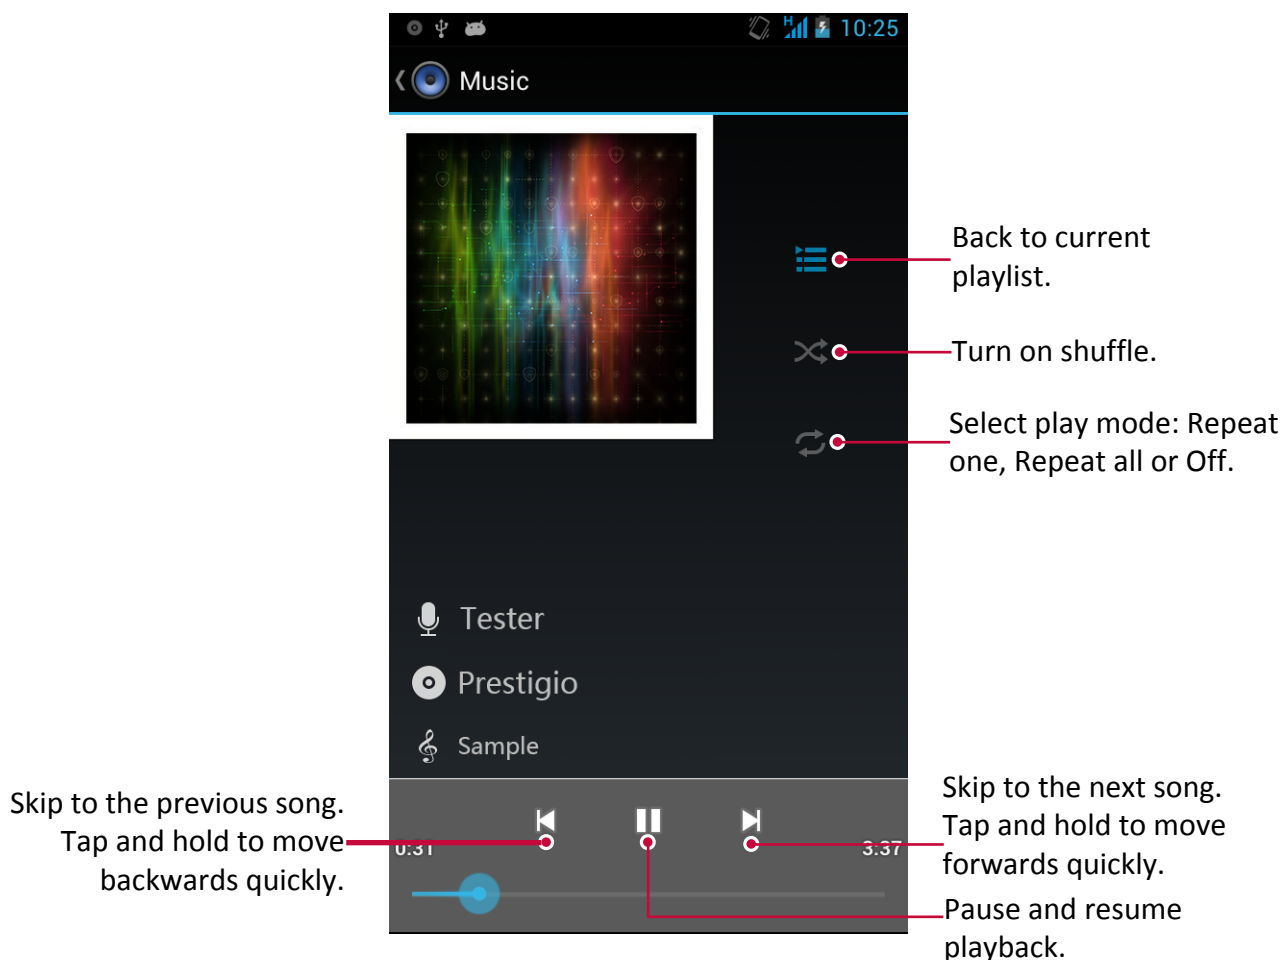 H 10:25
Music
Back to current
playlist.
Turn on shuffle.
Select play mode: Repeat
one, Repeat all or Off.
Tester
Prestigio
Sample
Skip to the previous song.
Tap and hold to move
backwards quickly.
0:31
3:37
Skip to the next song.
Tap and hold to move
forwards quickly.
Pause and resume
playback.